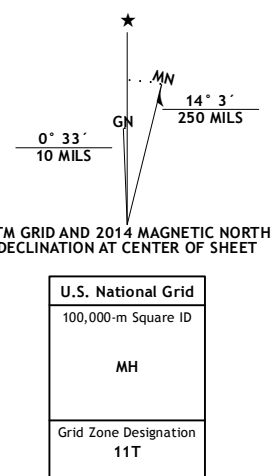 ★
MN
GN
0° 33´
10 MILS
14° 3´
250 MILS
TM GRID AND 2014 MAGNETIC NORTH
DECLINATION AT CENTER OF SHEET
U.S. National Grid
100,000-m Square ID
MH
Grid Zone Designation
11T